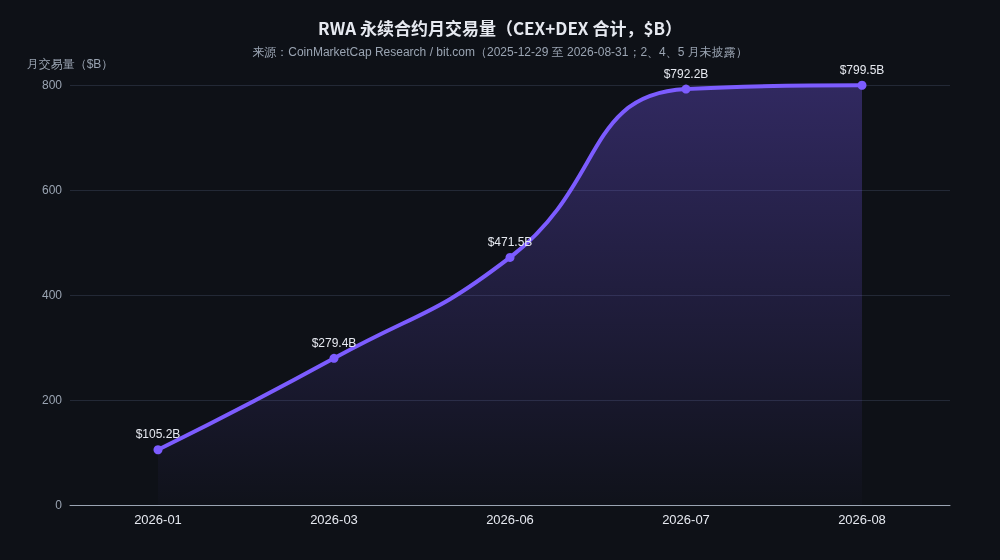 RWA 永续合约月交易量（CEX+DEX 合计，$B）
来源：CoinMarketCap Research / bit.com（2025-12-29 至 2026-08-31；2、4、5 月未披露）
月交易量（$B）
800
600
400
200
0
$105.2B
$279.4B
$471.5B
$792.2B
$799.5B
2026-01
2026-03
2026-06
2026-07
2026-08